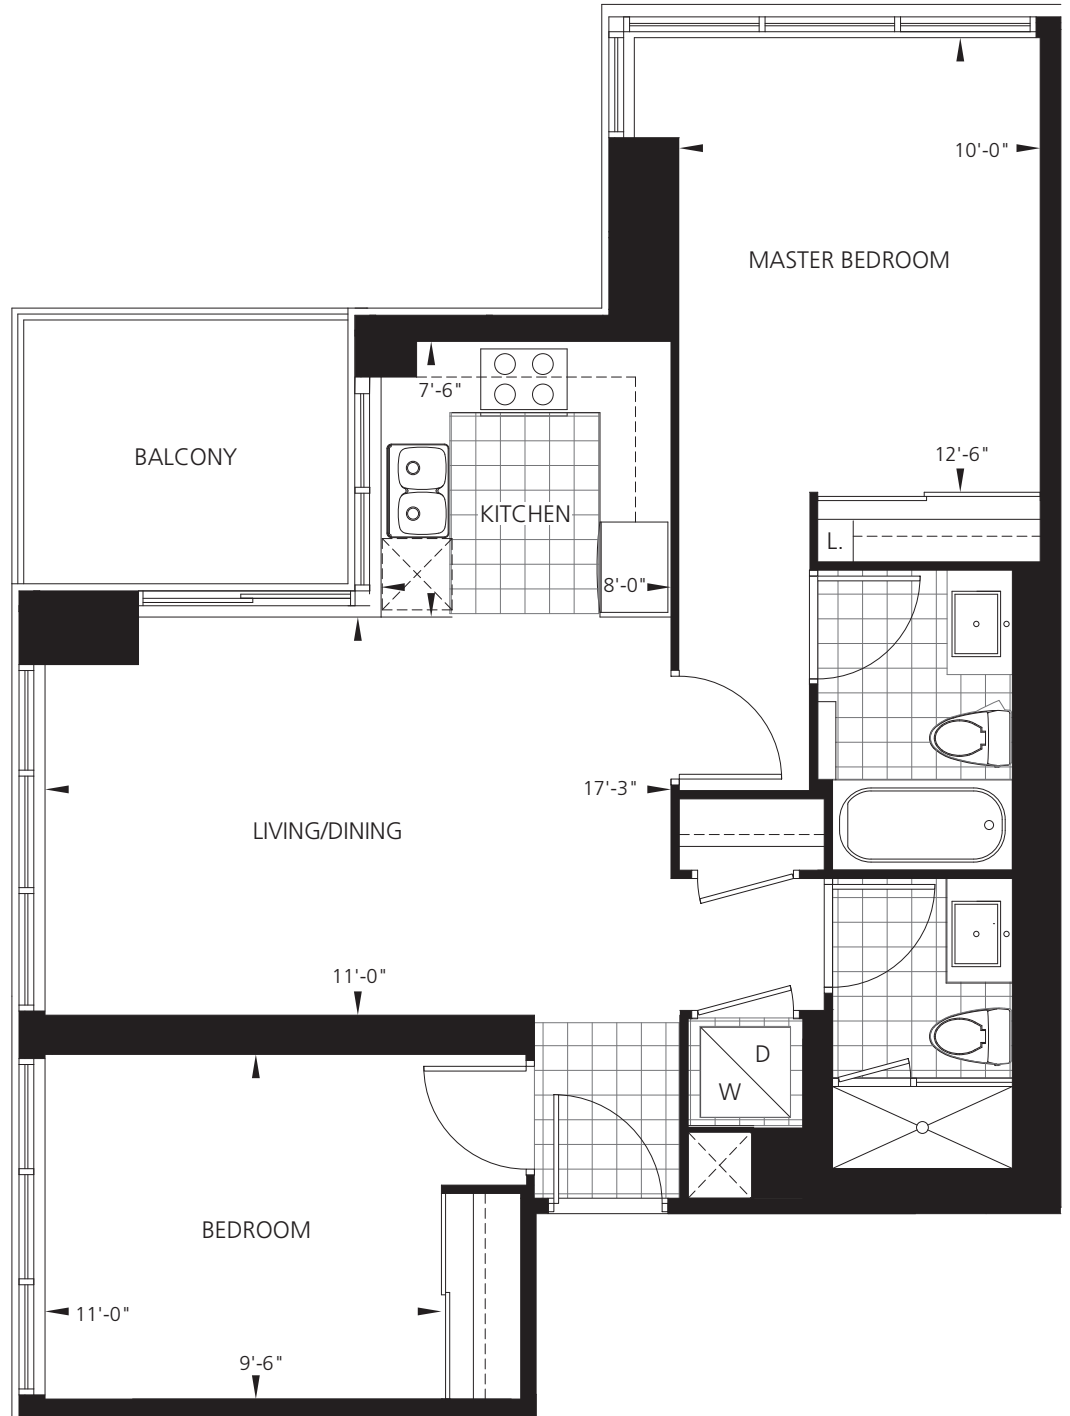 10'-0"
MASTER BEDROOM
7'-6"
BALCONY
12'-6"
KITCHEN
L.
8'-0"
17'-3"
LIVING/DINING
11'-0"
D
W
BEDROOM
11'-0"
9'-6"